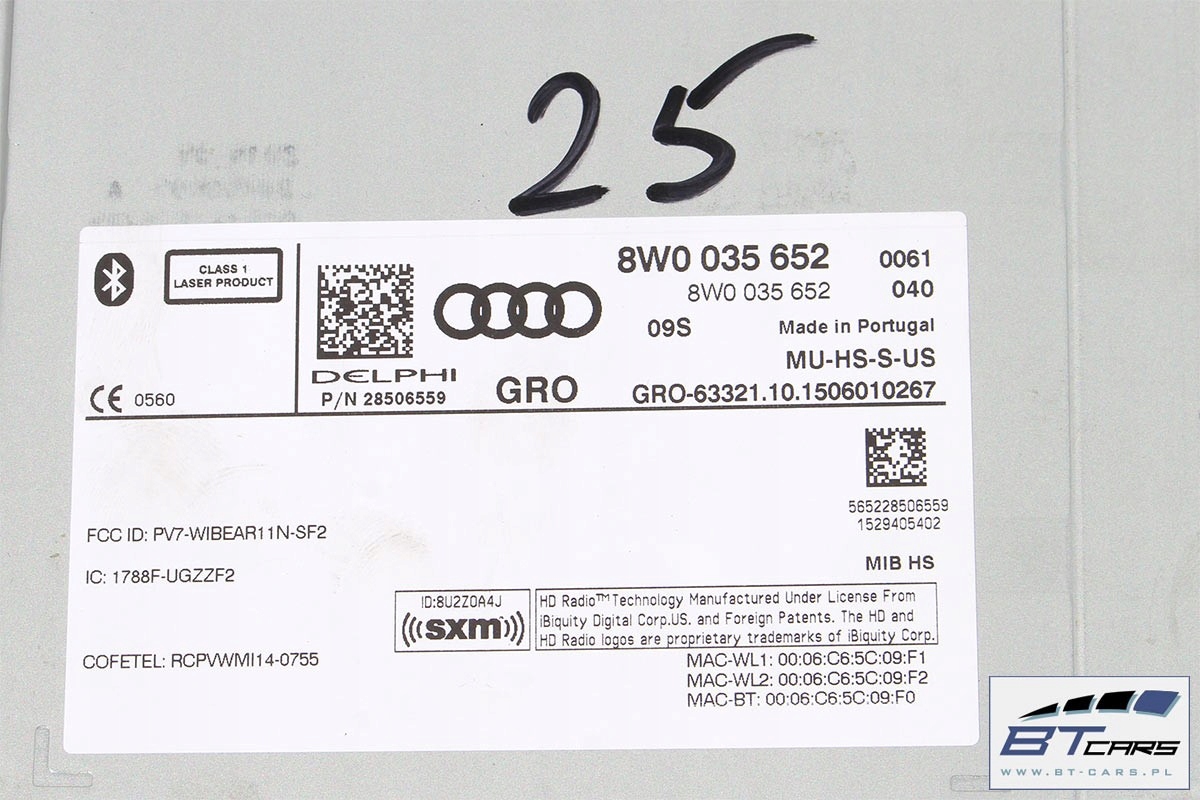 25
CLASS 1
LASER PRODUCT
0560
DELPHI
P/N 28506559
GRO
8W0 035 652 0061
8W0 035 652 040
09S Made in Portugal
MU-HS-S-US
GRO-63321.10.1506010267
565228506559
1529405402
MIB HS
FCC ID: PV7-WIBEAR11N-SF2
IC: 1788F-UGZZF2
COFETEL: RCPVWMI14-0755
ID:8U2Z0A4J
((((sxm))))
HD Radio™ Technology Manufactured Under License From
iBiquity Digital Corp.US. and Foreign Patents. The HD and
HD Radio logos are proprietary trademarks of iBiquity Corp.
MAC-WL1: 00:06:C6:5C:09:F1
MAC-WL2: 00:06:C6:5C:09:F2
MAC-BT: 00:06:C6:5C:09:F0
BT CARS
WWW.BT-CARS.PL